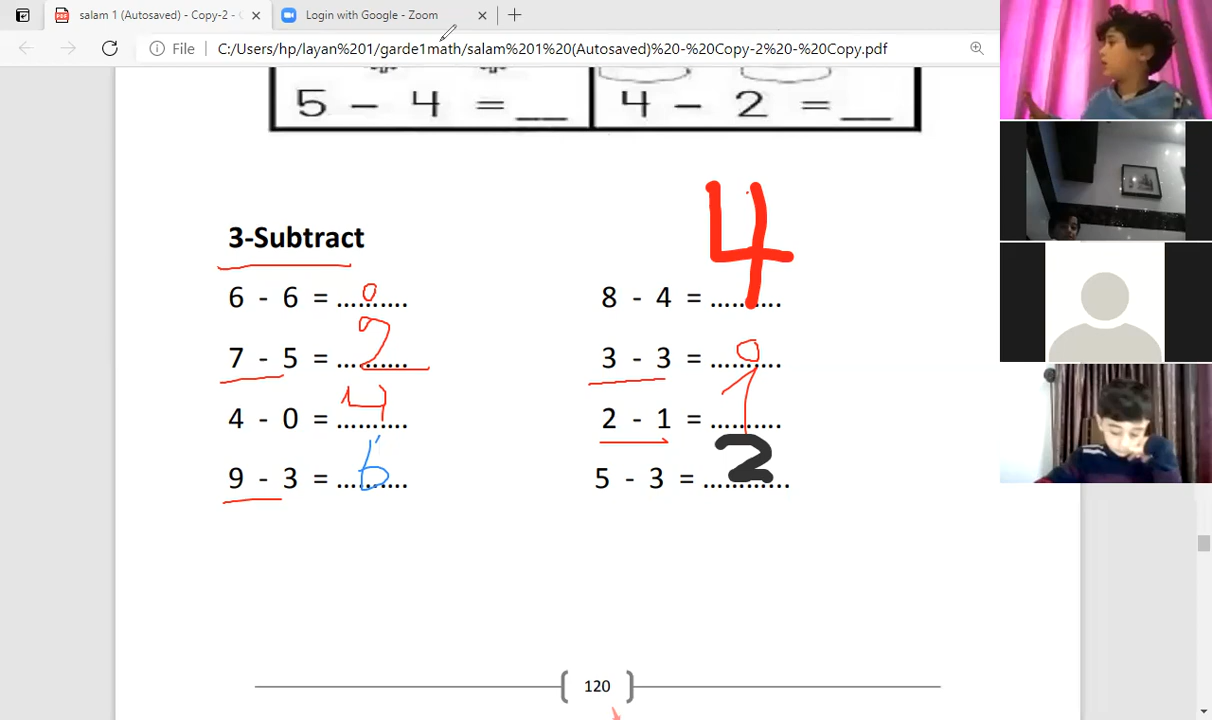 salam 1 (Autosaved) - Copy-2 -
Login with Google - Zoom
File C:/Users/hp/layan%201/garde1math/salam%201%20(Autosaved)%20-%20Copy-2%20-%20Copy.pdf
5 - 4 = __ 4 - 2 = __
3-Subtract
6 - 6 = .......... 0
8 - 4 = .......... 4
7 - 5 = .......... 2
3 - 3 = .......... 0
4 - 0 = .......... 4
2 - 1 = .......... 1
9 - 3 = .......... 6
5 - 3 = ............ 2
120